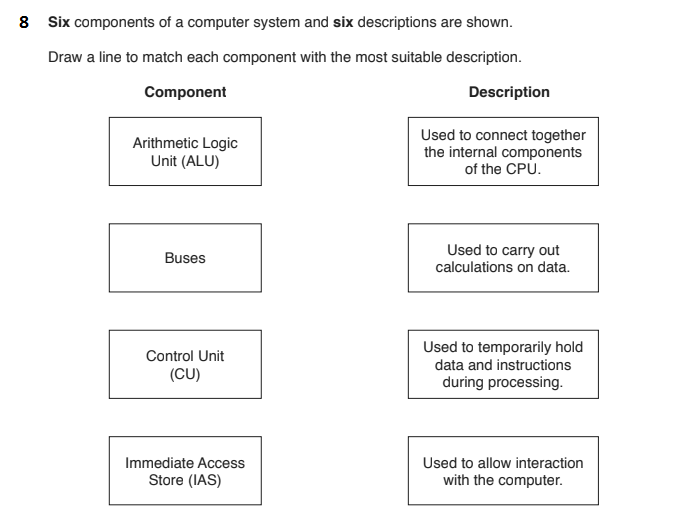 8 Six components of a computer system and six descriptions are shown.
Draw a line to match each component with the most suitable description.
Component
Description
Arithmetic Logic
Unit (ALU)
Used to connect together
the internal components
of the CPU.
Buses
Used to carry out
calculations on data.
Control Unit
(CU)
Used to temporarily hold
data and instructions
during processing.
Immediate Access
Store (IAS)
Used to allow interaction
with the computer.